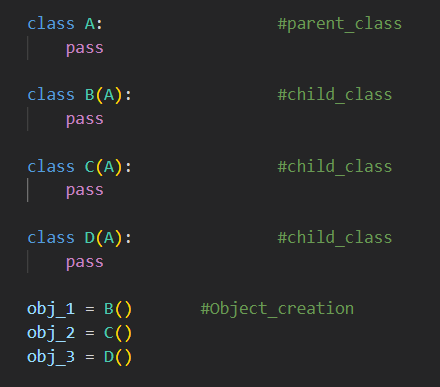 class A: #parent_class
pass
class B(A): #child_class
pass
class C(A): #child_class
pass
class D(A): #child_class
pass
obj_1 = B() #Object_creation
obj_2 = C()
obj_3 = D()